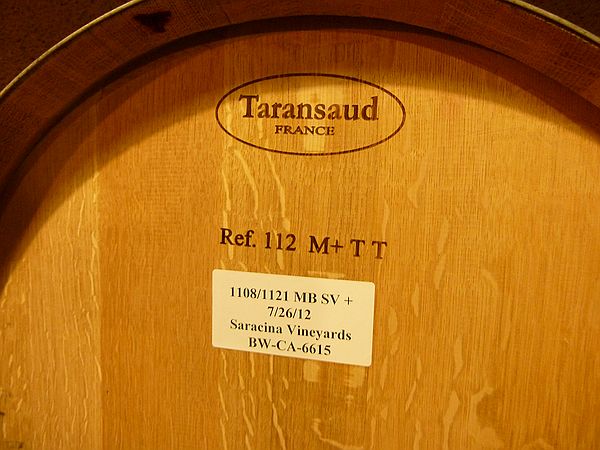 Taransaud
FRANCE
Ref. 112 M+ T T
1108/1121 MB SV +
7/26/12
Saracina Vineyards
BW-CA-6615